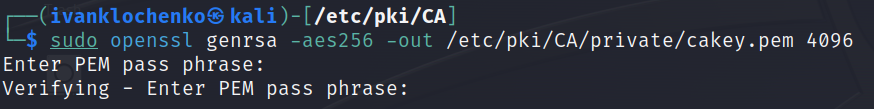 ┌──(ivanklochenko㉿kali)-[/etc/pki/CA]
└─$ sudo openssl genrsa -aes256 -out /etc/pki/CA/private/cakey.pem 4096
Enter PEM pass phrase:
Verifying - Enter PEM pass phrase: